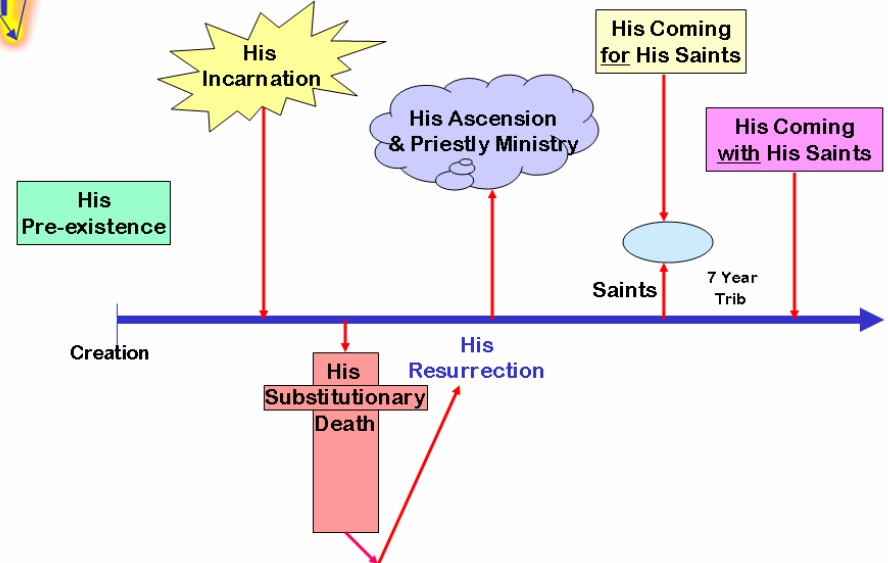 His
Pre-existence
Creation
His
Incarnation
His
Substitutionary
Death
His
Resurrection
His Ascension
& Priestly Ministry
His Coming
for His Saints
Saints
7 Year
Trib
His Coming
with His Saints